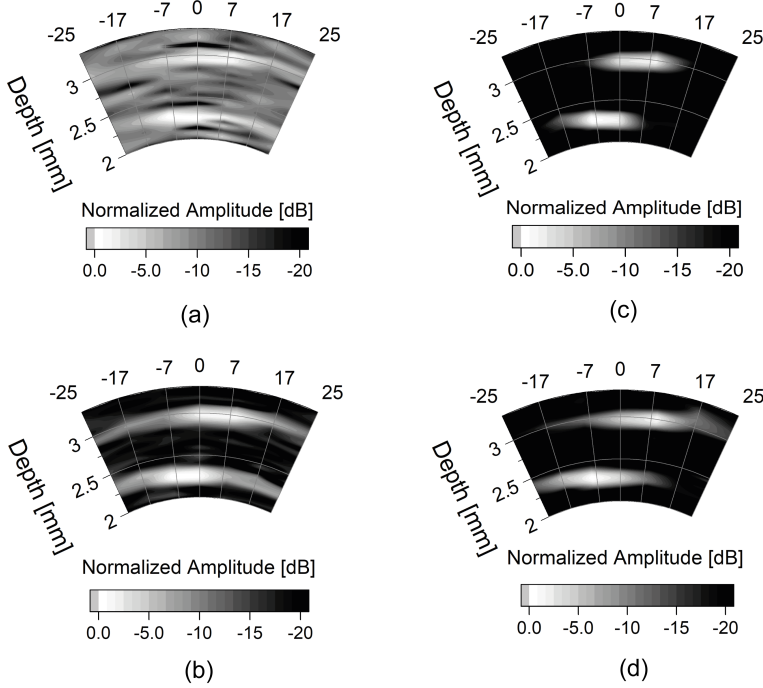 -25 -17 -7 0 7 17 25
3
2.5
2
Depth [mm]
Normalized Amplitude [dB]
0.0 -5.0 -10 -15 -20
(a)
-25 -17 -7 0 7 17 25
3
2.5
2
Depth [mm]
Normalized Amplitude [dB]
0.0 -5.0 -10 -15 -20
(c)
-25 -17 -7 0 7 17 25
3
2.5
2
Depth [mm]
Normalized Amplitude [dB]
0.0 -5.0 -10 -15 -20
(b)
-25 -17 -7 0 7 17 25
3
2.5
2
Depth [mm]
Normalized Amplitude [dB]
0.0 -5.0 -10 -15 -20
(d)